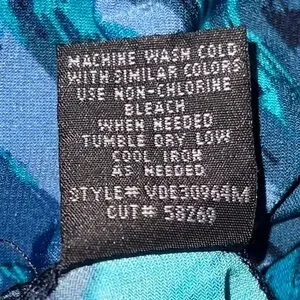 MACHINE WASH COLD
WITH SIMILAR COLORS
USE NON-CHLORINE
BLEACH
WHEN NEEDED
TUMBLE DRY LOW
COOL IRON
AS NEEDED
STYLE# VDE30964M
CUT# 58269